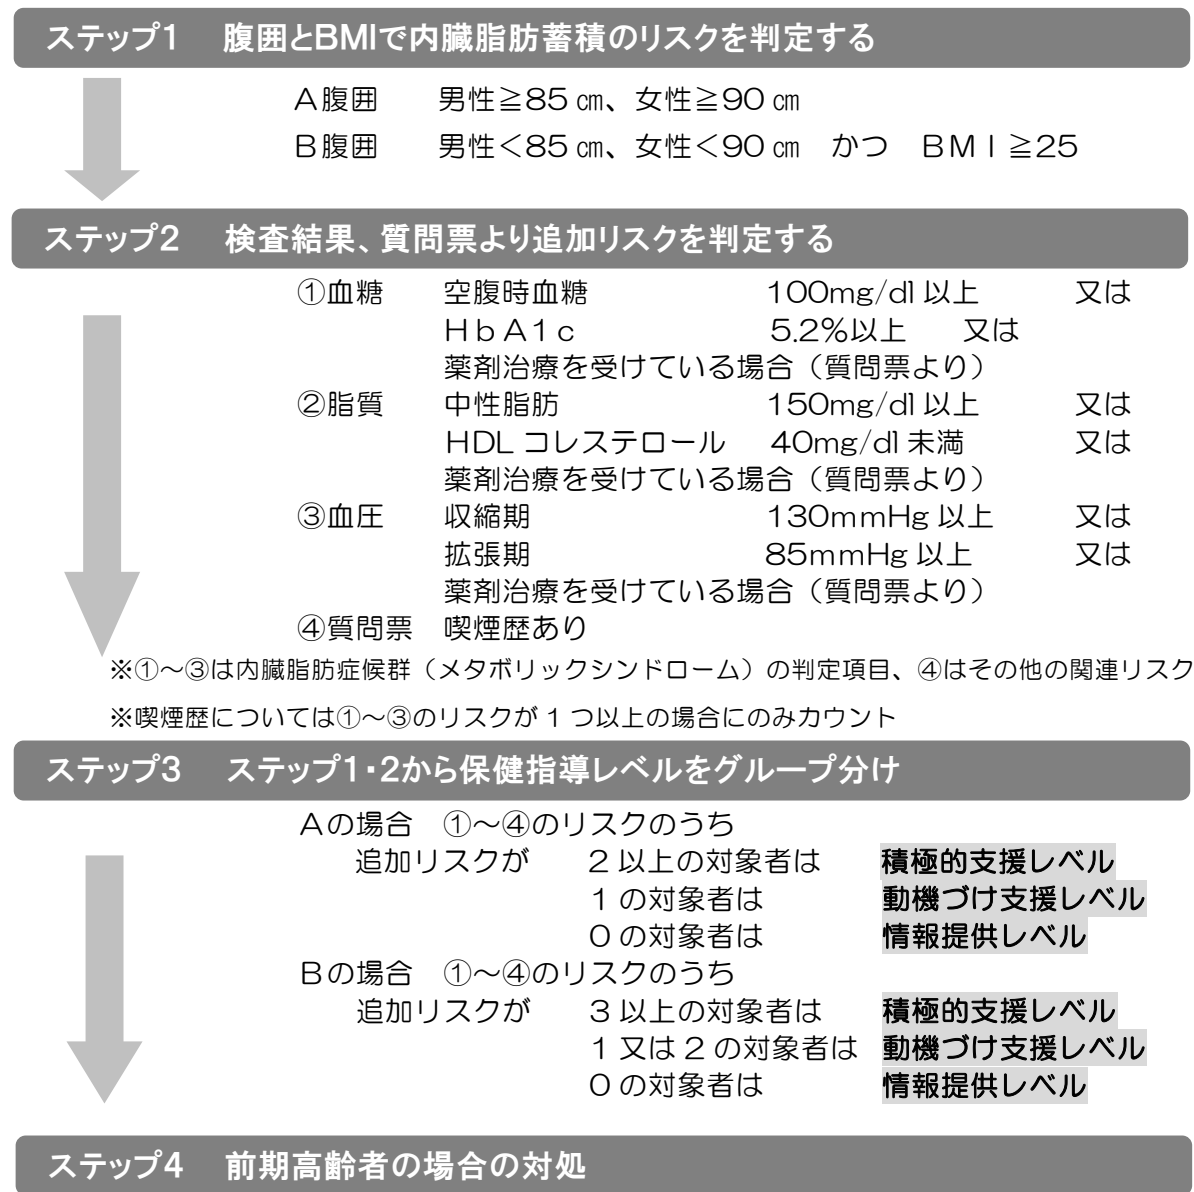 ステップ1 腹囲とBMIで内臓脂肪蓄積のリスクを判定する
A腹囲 男性≧85㎝、女性≧90㎝
B腹囲 男性<85㎝、女性<90㎝ かつ BMI≧25
ステップ2 検査結果、質問票より追加リスクを判定する
①血糖 空腹時血糖 100mg/dl以上 又は
HbA1c 5.2%以上 又は
薬剤治療を受けている場合(質問票より)
②脂質 中性脂肪 150mg/dl以上 又は
HDLコレステロール 40mg/dl未満 又は
薬剤治療を受けている場合(質問票より)
③血圧 収縮期 130mmHg以上 又は
拡張期 85mmHg以上 又は
薬剤治療を受けている場合(質問票より)
④質問票 喫煙歴あり
※①~③は内臓脂肪症候群(メタボリックシンドローム)の判定項目、④はその他の関連リスク
※喫煙歴については①~③のリスクが1つ以上の場合にのみカウント
ステップ3 ステップ1・2から保健指導レベルをグループ分け
Aの場合 ①~④のリスクのうち
追加リスクが 2以上の対象者は 積極的支援レベル
1の対象者は 動機づけ支援レベル
0の対象者は 情報提供レベル
Bの場合 ①~④のリスクのうち
追加リスクが 3以上の対象者は 積極的支援レベル
1又は2の対象者は 動機づけ支援レベル
0の対象者は 情報提供レベル
ステップ4 前期高齢者の場合の対処